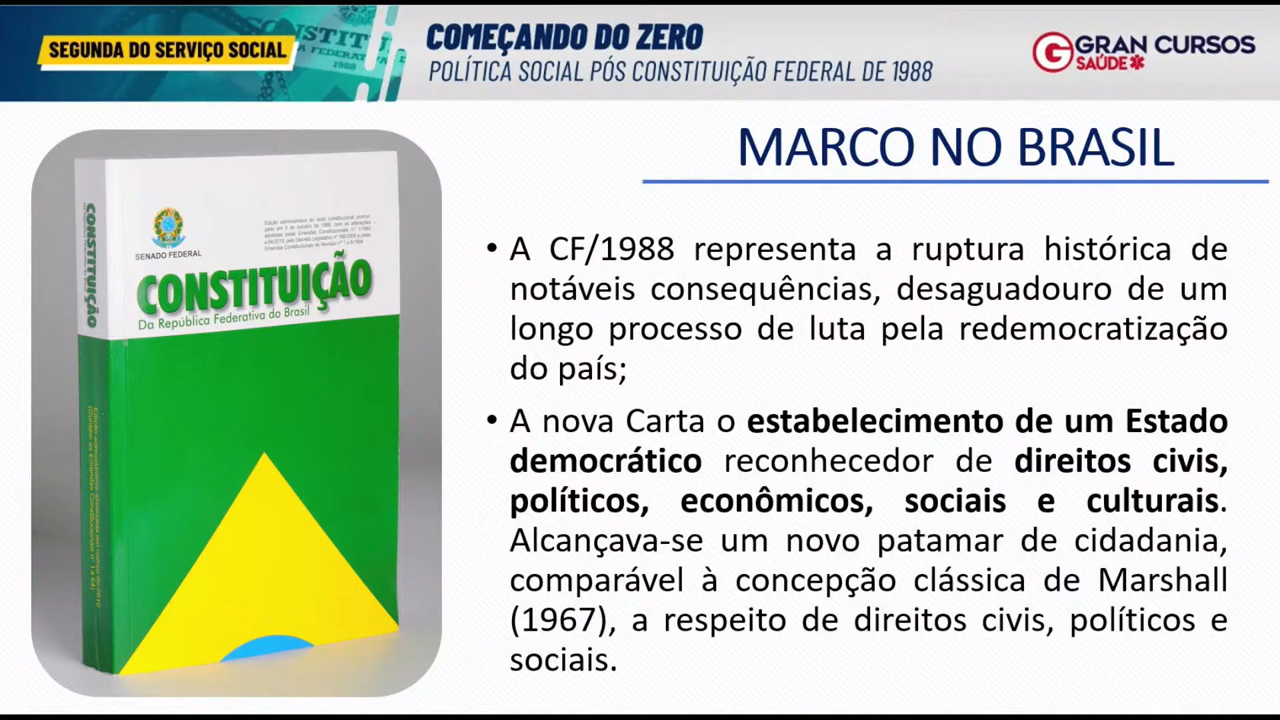 SEGUNDA DO SERVIÇO SOCIAL
COMEÇANDO DO ZERO
POLÍTICA SOCIAL PÓS CONSTITUIÇÃO FEDERAL DE 1988
GRAN CURSOS
SAÚDE
MARCO NO BRASIL
SENADO FEDERAL
CONSTITUIÇÃO
Da República Federativa do Brasil
CONSTITUIÇÃO
• A CF/1988 representa a ruptura histórica de
notáveis consequências, desaguadouro de um
longo processo de luta pela redemocratização
do país;
• A nova Carta o estabelecimento de um Estado
democrático reconhecedor de direitos civis,
políticos, econômicos, sociais e culturais.
Alcançava-se um novo patamar de cidadania,
comparável à concepção clássica de Marshall
(1967), a respeito de direitos civis, políticos e
sociais.